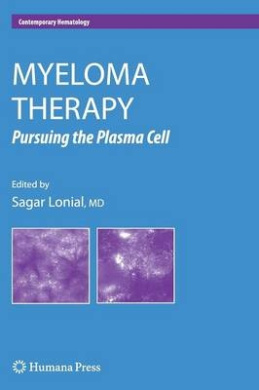 Contemporary Hematology
MYELOMA
THERAPY
Pursuing the Plasma Cell
Edited by
Sagar Lonial, MD
Humana Press